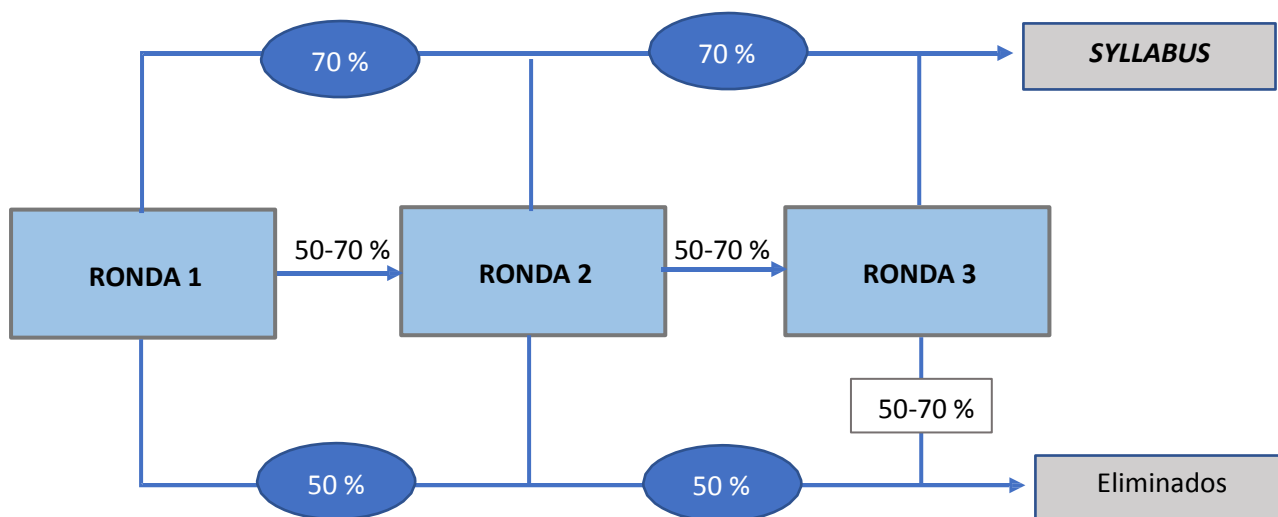 70 %
70 %
SYLLABUS
RONDA 1
50-70 %
RONDA 2
50-70 %
RONDA 3
50-70 %
50 %
50 %
Eliminados